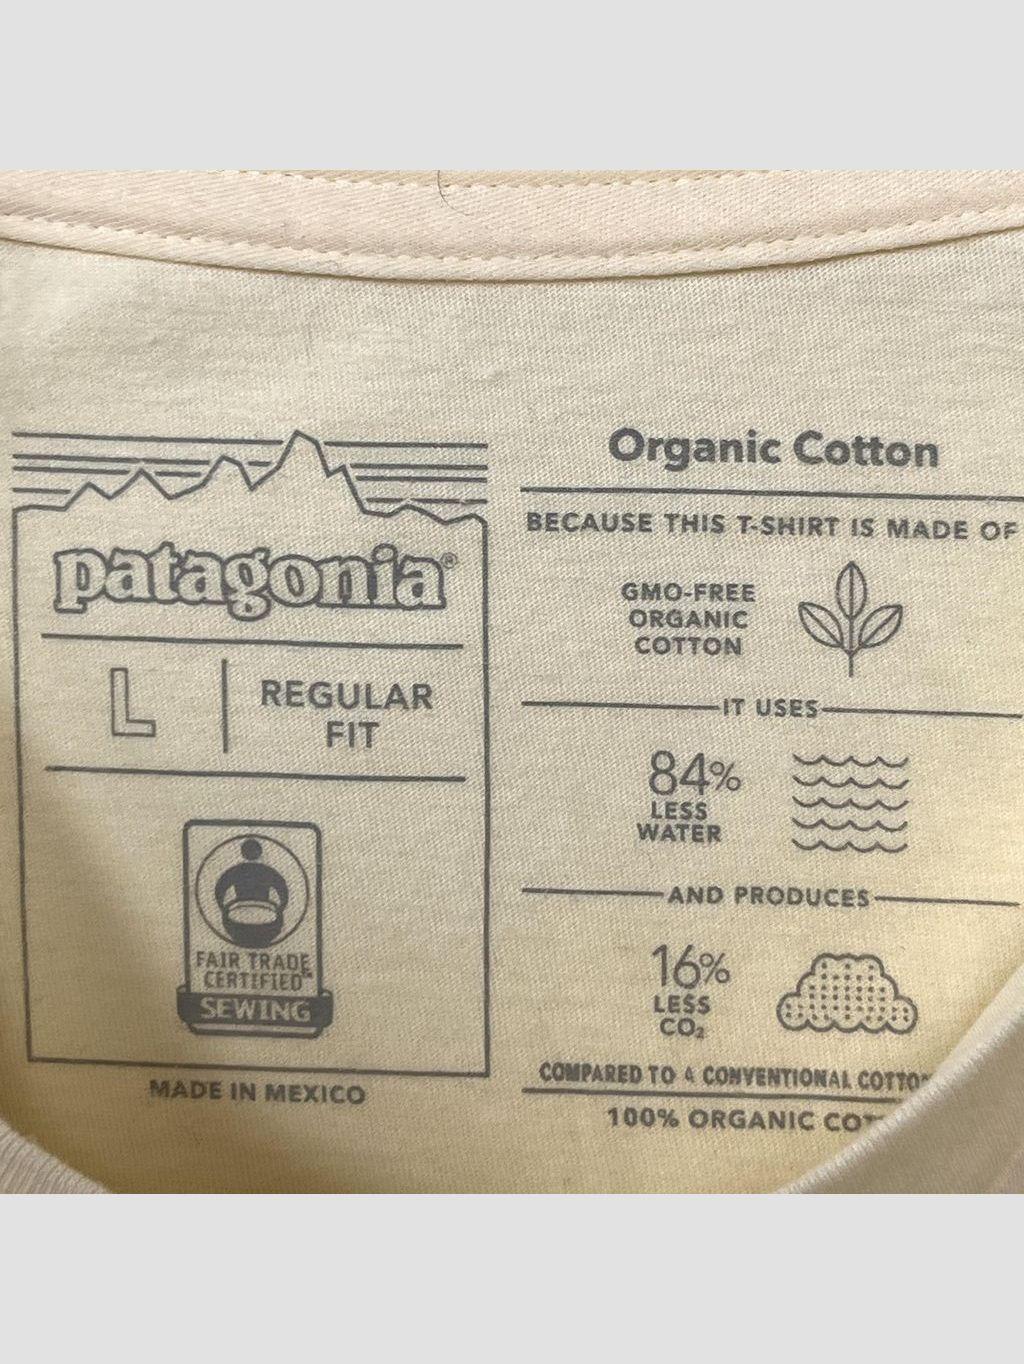 patagonia®
L
REGULAR
FIT
FAIR TRADE
CERTIFIED™
SEWING
MADE IN MEXICO
Organic Cotton
BECAUSE THIS T-SHIRT IS MADE OF
GMO-FREE
ORGANIC
COTTON
IT USES
84%
LESS
WATER
AND PRODUCES
16%
LESS
CO₂
COMPARED TO A CONVENTIONAL
100% ORGANIC